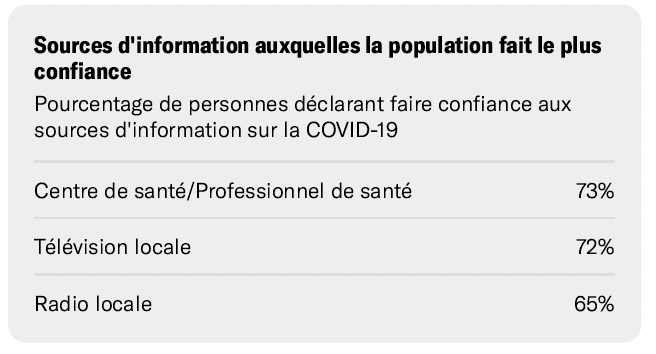 Sources d'information auxquelles la population fait le plus
confiance
Pourcentage de personnes déclarant faire confiance aux
sources d'information sur la COVID-19
Centre de santé/Professionnel de santé 73%
Télévision locale 72%
Radio locale 65%